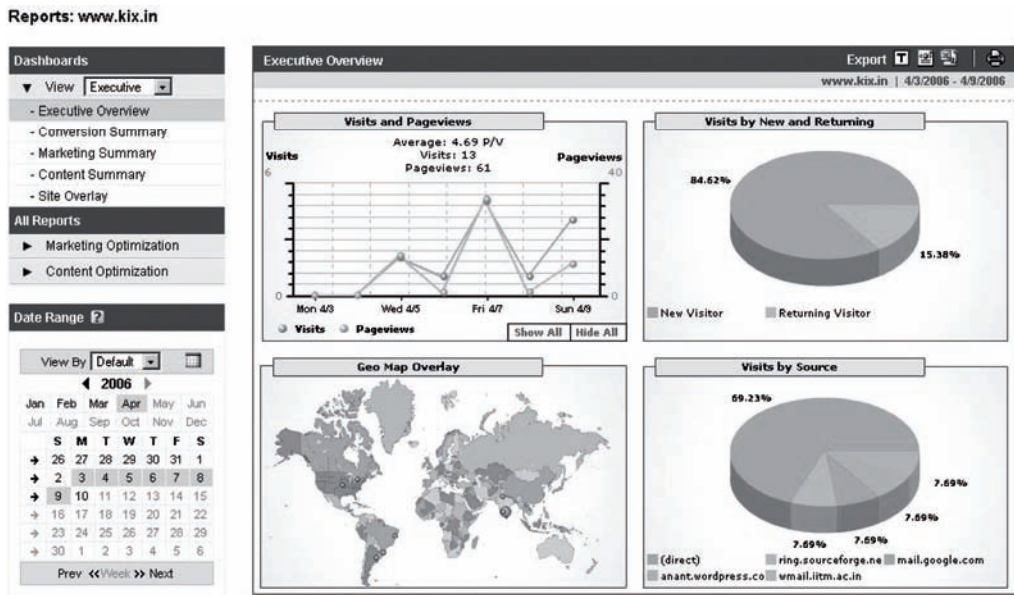 Reports: www.kix.in
Dashboards
View Executive
- Executive Overview
- Conversion Summary
- Marketing Summary
- Content Summary
- Site Overlay
All Reports
Marketing Optimization
Content Optimization
Date Range ?
View By Default
2006
Jan Feb Mar Apr May Jun
Jul Aug Sep Oct Nov Dec
S M T W T F S
26 27 28 29 30 31 1
2 3 4 5 6 7 8
9 10 11 12 13 14 15
16 17 18 19 20 21 22
23 24 25 26 27 28 29
30 1 2 3 4 5 6
Prev <<Week>> Next
Executive Overview
Export T
www.kix.in | 4/3/2006 - 4/9/2006
Visits and Pageviews
Average: 4.69 P/V
Visits: 13
Pageviews: 61
Visits
Pageviews
6
40
0
0
Mon 4/3 Wed 4/5 Fri 4/7 Sun 4/9
Visits Pageviews
Show All Hide All
Visits by New and Returning
84.62%
15.38%
New Visitor Returning Visitor
Geo Map Overlay
Visits by Source
69.23%
7.69%
7.69%
7.69%
7.69%
(direct) ring.sourceforge.ne mail.google.com
anant.wordpress.co wmail.iitm.ac.in